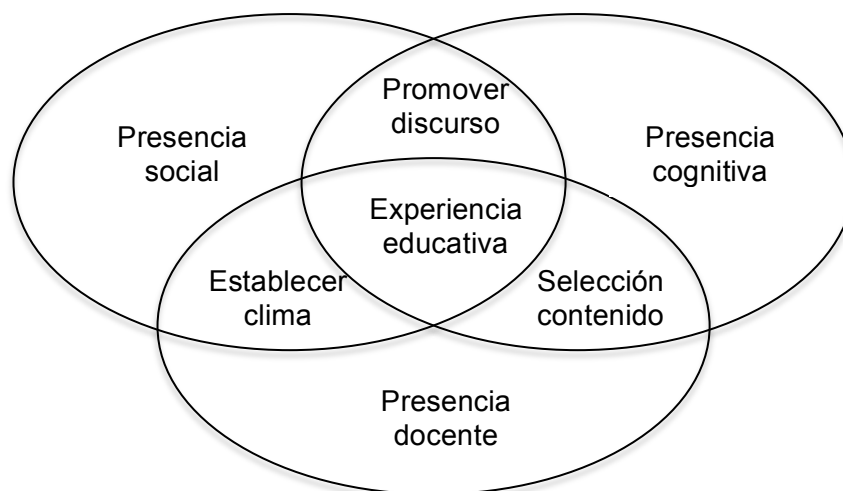 Promover
discurso
Presencia
social
Presencia
cognitiva
Experiencia
educativa
Establecer
clima
Selección
contenido
Presencia
docente